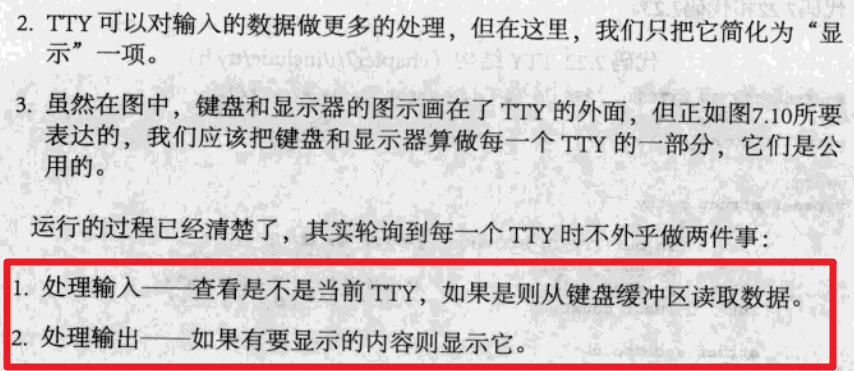 2. TTY 可以对输入的数据做更多的处理，但在这里，我们只把它简化为“显
示”一项。
3. 虽然在图中，键盘和显示器的图示画在了 TTY 的外面，但正如图7.10所要
表达的，我们应该把键盘和显示器算做每一个 TTY 的一部分，它们是公
用的。
运行的过程已经清楚了，其实轮询到每一个 TTY 时不外乎做两件事：
1. 处理输入——查看是不是当前 TTY，如果是则从键盘缓冲区读取数据。
2. 处理输出——如果有要显示的内容则显示它。